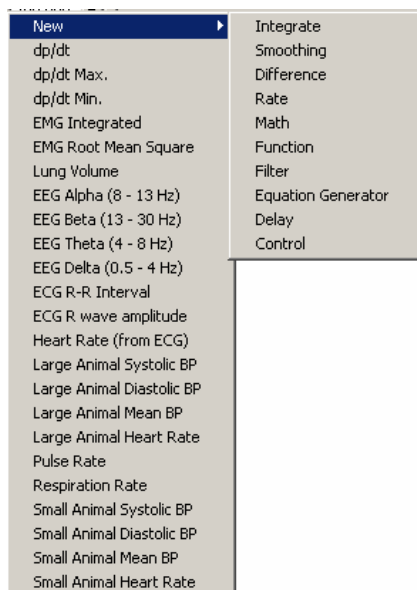 New
dp/dt
dp/dt Max.
dp/dt Min.
EMG Integrated
EMG Root Mean Square
Lung Volume
EEG Alpha (8 - 13 Hz)
EEG Beta (13 - 30 Hz)
EEG Theta (4 - 8 Hz)
EEG Delta (0.5 - 4 Hz)
ECG R-R Interval
ECG R wave amplitude
Heart Rate (from ECG)
Large Animal Systolic BP
Large Animal Diastolic BP
Large Animal Mean BP
Large Animal Heart Rate
Pulse Rate
Respiration Rate
Small Animal Systolic BP
Small Animal Diastolic BP
Small Animal Mean BP
Small Animal Heart Rate
Integrate
Smoothing
Difference
Rate
Math
Function
Filter
Equation Generator
Delay
Control